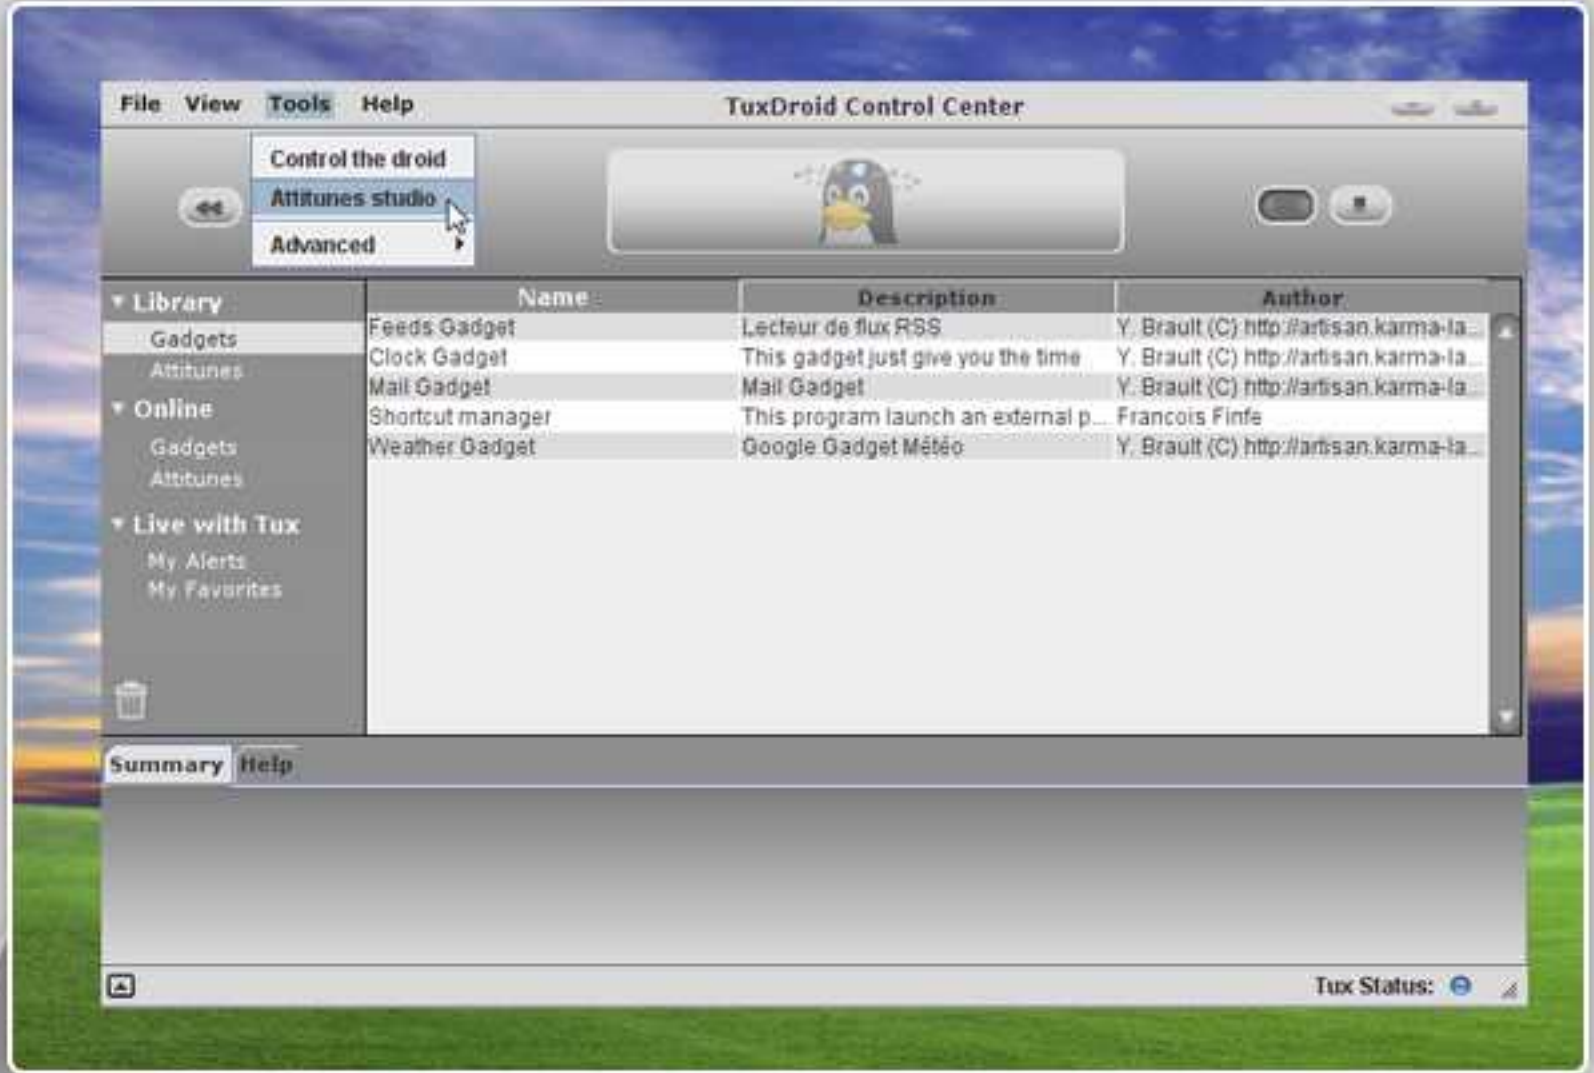 File View Tools Help TuxDroid Control Center
Control the droid
Attitunes studio
Advanced
Library
Gadgets
Attitunes
Online
Gadgets
Attitunes
Live with Tux
My Alerts
My Favorites
Name Description Author
Feeds Gadget Lecteur de flux RSS Y. Brault (C) http://artisan.karma-la...
Clock Gadget This gadget just give you the time Y. Brault (C) http://artisan.karma-la...
Mail Gadget Mail Gadget Y. Brault (C) http://artisan.karma-la...
Shortcut manager This program launch an external p... Francois Finfe
Weather Gadget Google Gadget Météo Y. Brault (C) http://artisan.karma-la...
Summary Help
Tux Status: